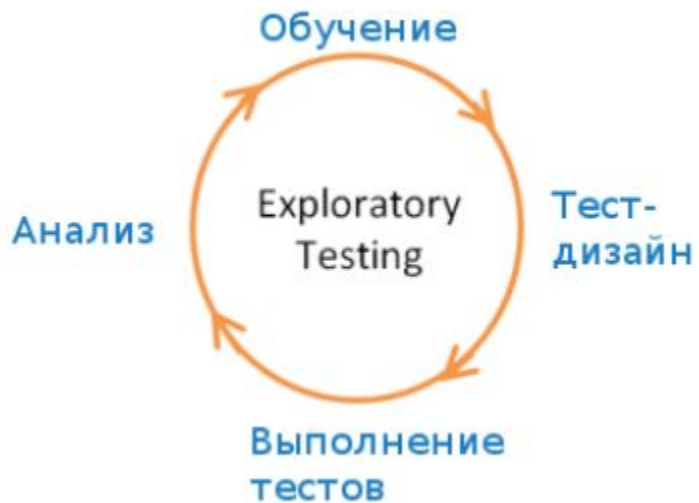 Обучение
Анализ
Exploratory
Testing
Тест-
дизайн
Выполнение
тестов